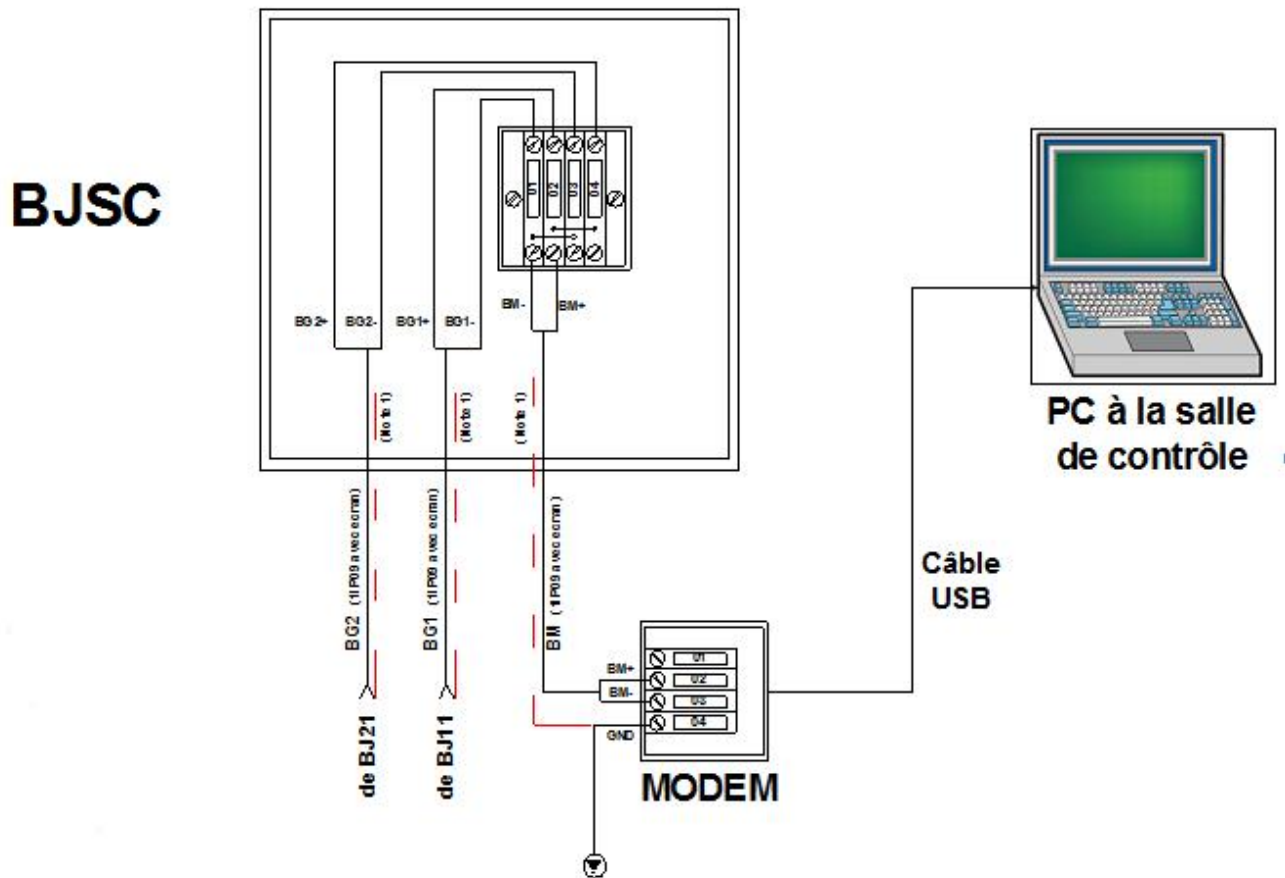 BJSC
01
02
03
04
BM-
BM+
BG2+
BG2-
BG1+
BG1-
(Note 1)
(Note 1)
(Note 1)
BG2 (1IP09 avec ecran)
BG1 (1IP09 avec ecran)
BM (1IP09 avec ecran)
de BJ21
de BJ11
BM+
BM-
GND
01
02
03
04
MODEM
Câble
USB
PC à la salle
de contrôle